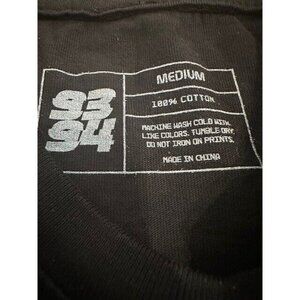 93
94
MEDIUM
100% COTTON
MACHINE WASH COLD WITH
LIKE COLORS. TUMBLE DRY.
DO NOT IRON ON PRINTS.
MADE IN CHINA